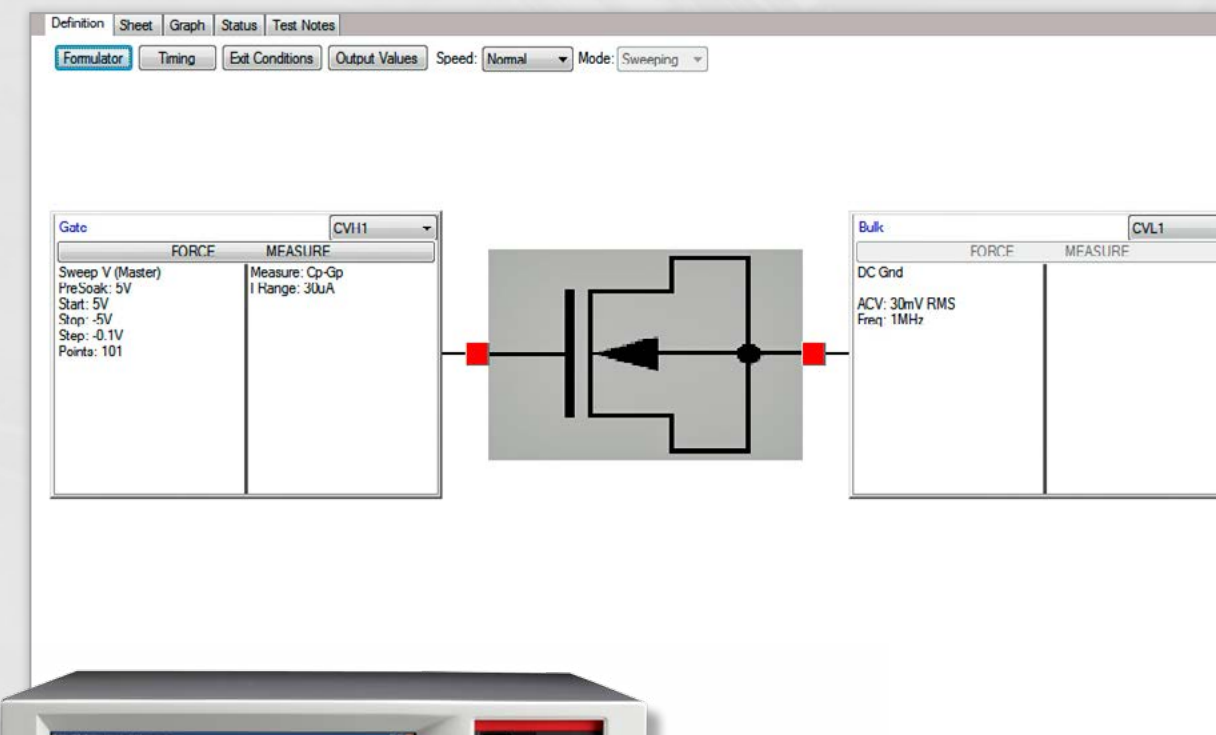 Definition Sheet Graph Status Test Notes
Formulator Timing Exit Conditions Output Values Speed: Normal Mode: Sweeping
Gate CVH1
FORCE MEASURE
Sweep V (Master)
PreSoak: 5V
Start: 5V
Stop: -5V
Step: -0.1V
Points: 101
Measure: Cp-Gp
I Range: 30uA
Bulk CVL1
FORCE MEASURE
DC Gnd
ACV: 30mV RMS
Freq: 1MHz